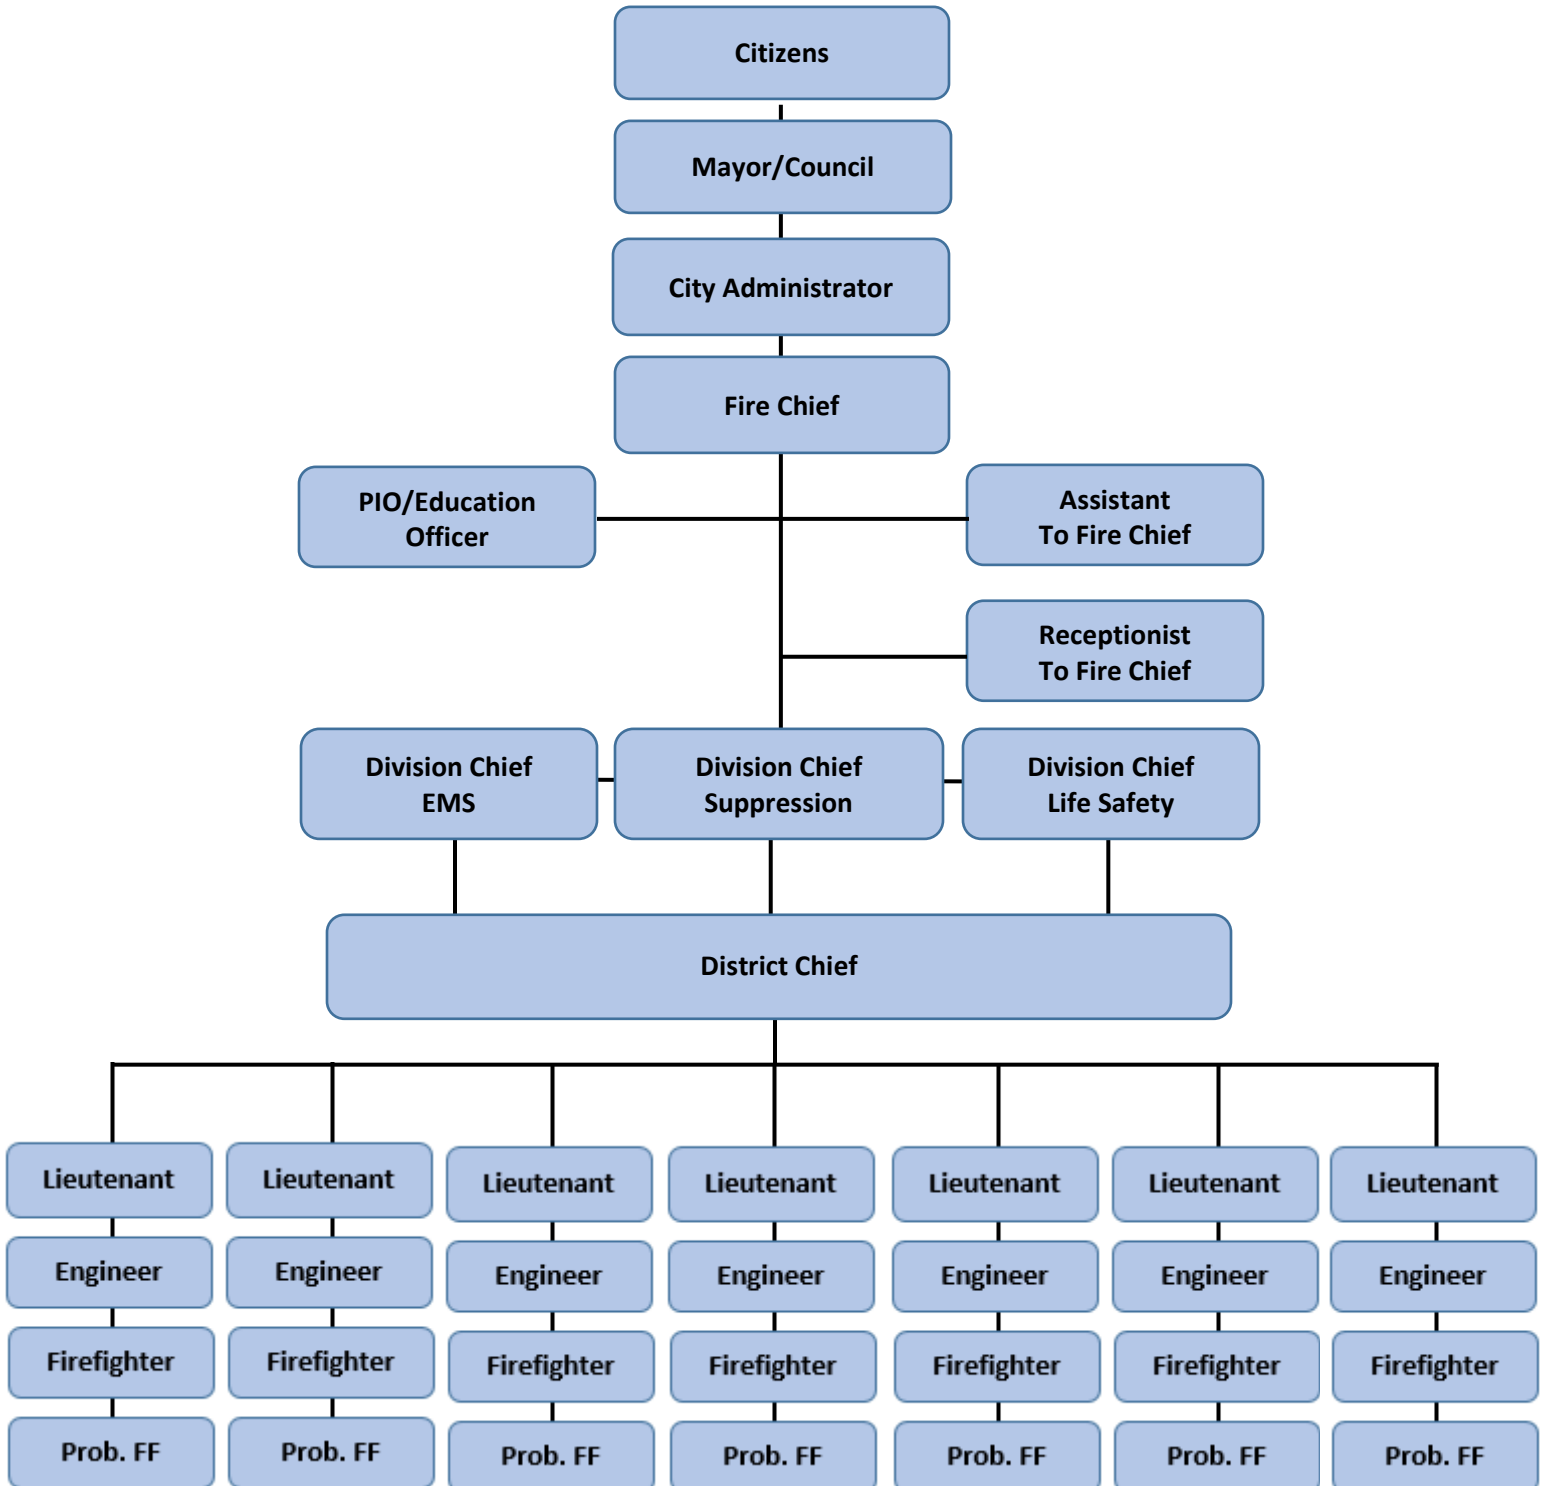 Citizens
Mayor/Council
City Administrator
Fire Chief
PIO/Education
Officer
Assistant
To Fire Chief
Receptionist
To Fire Chief
Division Chief
EMS
Division Chief
Suppression
Division Chief
Life Safety
District Chief
Lieutenant
Lieutenant
Lieutenant
Lieutenant
Lieutenant
Lieutenant
Lieutenant
Engineer
Engineer
Engineer
Engineer
Engineer
Engineer
Engineer
Firefighter
Firefighter
Firefighter
Firefighter
Firefighter
Firefighter
Firefighter
Prob. FF
Prob. FF
Prob. FF
Prob. FF
Prob. FF
Prob. FF
Prob. FF